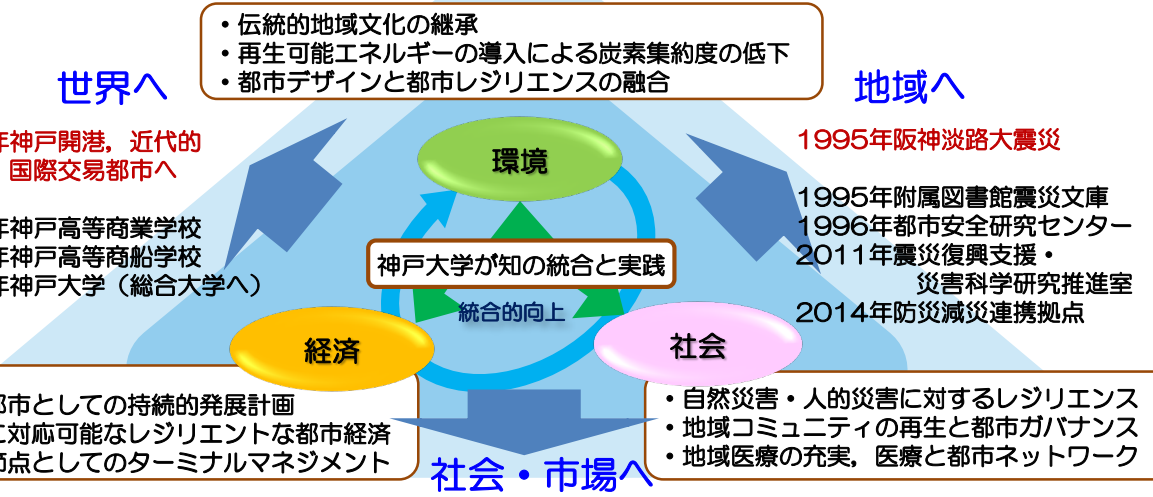 ・伝統的地域文化の継承
・再生可能エネルギーの導入による炭素集約度の低下
・都市デザインと都市レジリエンスの融合
世界へ
地域へ
年神戸開港，近代的
国際交易都市へ
年神戸高等商業学校
年神戸高等商船学校
年神戸大学（総合大学へ）
1995年阪神淡路大震災
1995年附属図書館震災文庫
1996年都市安全研究センター
2011年震災復興支援・
災害科学研究推進室
2014年防災減災連携拠点
環境
神戸大学が知の統合と実践
統合的向上
経済
社会
都市としての持続的発展計画
に対応可能なレジリエントな都市経済
節点としてのターミナルマネジメント
・自然災害・人的災害に対するレジリエンス
・地域コミュニティの再生と都市ガバナンス
・地域医療の充実，医療と都市ネットワーク
社会・市場へ